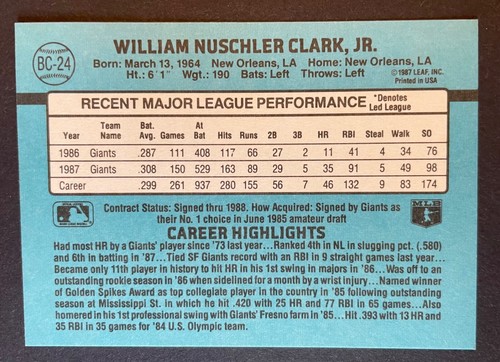 BC-24
WILLIAM NUSCHLER CLARK, JR.
Born: March 13, 1964 New Orleans, LA Home: New Orleans, LA
Ht.: 6'1" Wgt.: 190 Bats: Left Throws: Left
©1987 LEAF, INC.
Printed in USA
RECENT MAJOR LEAGUE PERFORMANCE *Denotes Led League
Year Team Name Bat. Avg. Games At Bat Hits Runs 2B 3B HR RBI Steal Walk SO
1986 Giants .287 111 408 117 66 27 2 11 41 4 34 76
1987 Giants .308 150 529 163 89 29 5 35 91 5 49 98
Career .299 261 937 280 155 56 7 46 132 9 83 174
Contract Status: Signed thru 1988. How Acquired: Signed by Giants as
their No. 1 choice in June 1985 amateur draft
MLB
CAREER HIGHLIGHTS
Had most HR by a Giants' player since '73 last year...Ranked 4th in NL in slugging pct. (.580)
and 6th in batting in '87...Tied SF Giants record with an RBI in 9 straight games last year...
Became only 11th player in history to hit HR in his 1st swing in majors in '86...Was off to an
outstanding rookie season in '86 when sidelined for a month by a wrist injury...Named winner
of Golden Spikes Award as top collegiate player in the country in '85 following outstanding
season at Mississippi St. in which he hit .420 with 25 HR and 77 RBI in 65 games...Also
homered in his 1st professional swing with Giants' Fresno farm in '85...Hit .393 with 13 HR and
35 RBI in 35 games for '84 U.S. Olympic team.